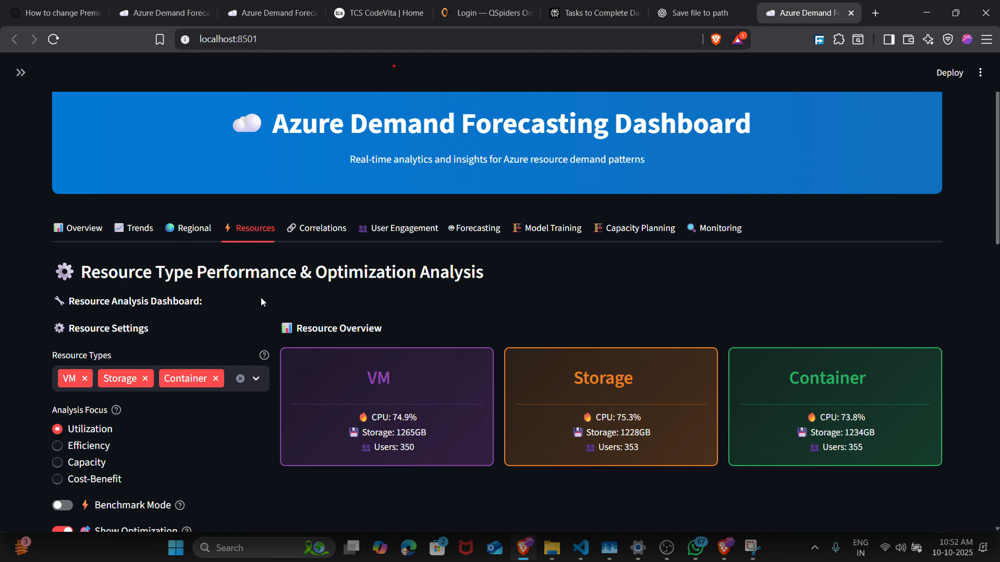 How to change Premi
Azure Demand Foreca
Azure Demand Foreca
tcs
TCS CodeVita | Home
Login — QSpiders On
Tasks to Complete Da
Save file to path
Azure Demand Fo
localhost:8501
1
Deploy
Azure Demand Forecasting Dashboard
Real-time analytics and insights for Azure resource demand patterns
Overview
Trends
Regional
Resources
Correlations
User Engagement
Forecasting
Model Training
Capacity Planning
Monitoring
Resource Type Performance & Optimization Analysis
Resource Analysis Dashboard:
Resource Settings
Resource Overview
Resource Types
VM
Storage
Container
Analysis Focus
Utilization
Efficiency
Capacity
Cost-Benefit
Benchmark Mode
Show Optimization
VM
CPU: 74.9%
Storage: 1265GB
Users: 350
Storage
CPU: 75.3%
Storage: 1228GB
Users: 353
Container
CPU: 73.8%
Storage: 1234GB
Users: 355
3
Search
2
67
ENG
IN
10:52 AM
10-10-2025